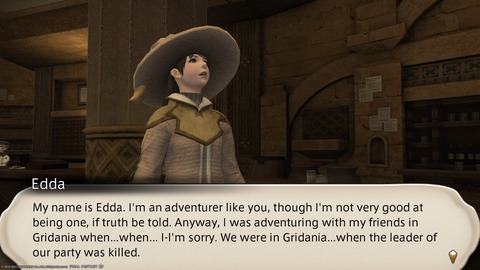 Edda
My name is Edda. I'm an adventurer like you, though I'm not very good at
being one, if truth be told. Anyway, I was adventuring with my friends in
Gridania when...when... I-I'm sorry. We were in Gridania...when the leader of
our party was killed.